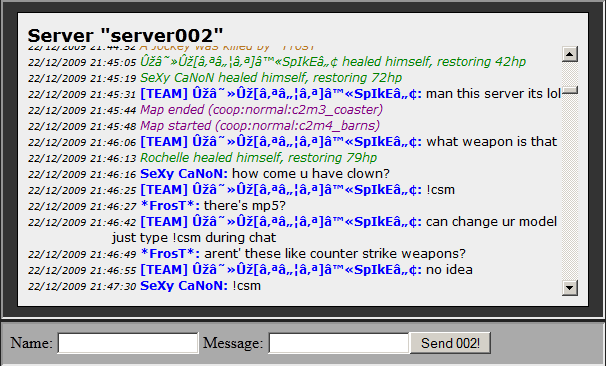 Server "server002"
22/12/2009 21:44:52 A Jockey was killed by *FrosT*
22/12/2009 21:45:05 Ûžâ˜»Ûž[â‚ªâ„¦â‚ª]â™«SpIkEâ„¢ healed himself, restoring 42hp
22/12/2009 21:45:19 SeXy CaNoN healed himself, restoring 72hp
22/12/2009 21:45:31 [TEAM] Ûžâ˜»Ûž[â‚ªâ„¦â‚ª]â™«SpIkEâ„¢: man this server its lol
22/12/2009 21:45:44 Map ended (coop:normal:c2m3_coaster)
22/12/2009 21:45:48 Map started (coop:normal:c2m4_barns)
22/12/2009 21:46:06 [TEAM] Ûžâ˜»Ûž[â‚ªâ„¦â‚ª]â™«SpIkEâ„¢: what weapon is that
22/12/2009 21:46:13 Rochelle healed himself, restoring 79hp
22/12/2009 21:46:16 SeXy CaNoN: how come u have clown?
22/12/2009 21:46:25 [TEAM] Ûžâ˜»Ûž[â‚ªâ„¦â‚ª]â™«SpIkEâ„¢: !csm
22/12/2009 21:46:27 *FrosT*: there's mp5?
22/12/2009 21:46:42 [TEAM] Ûžâ˜»Ûž[â‚ªâ„¦â‚ª]â™«SpIkEâ„¢: can change ur model
just type !csm during chat
22/12/2009 21:46:49 *FrosT*: arent' these like counter strike weapons?
22/12/2009 21:46:55 [TEAM] Ûžâ˜»Ûž[â‚ªâ„¦â‚ª]â™«SpIkEâ„¢: no idea
22/12/2009 21:47:30 SeXy CaNoN: !csm
Name: Message: Send 002!